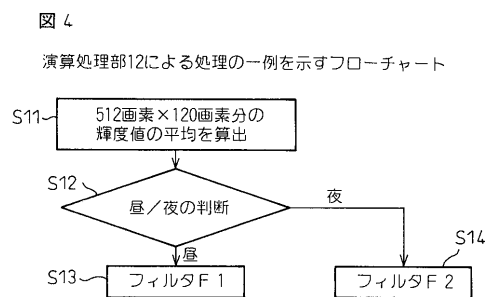 図 4
演算処理部12による処理の一例を示すフローチャート
S11
512画素×120画素分の
輝度値の平均を算出
S12
昼/夜の判断
夜
昼
S13
フィルタF1
S14
フィルタF2